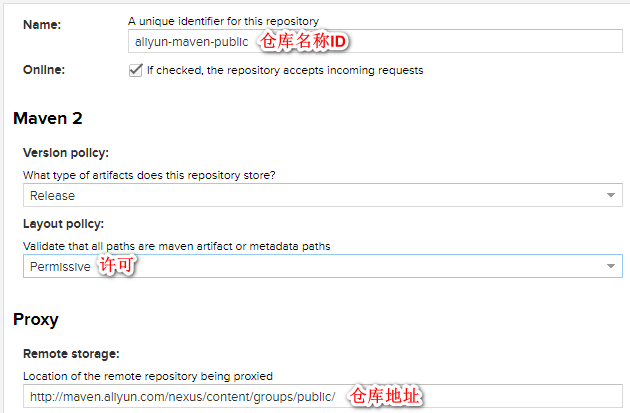 Name:
A unique identifier for this repository
aliyun-maven-public 仓库名称ID
Online:
If checked, the repository accepts incoming requests
Maven 2
Version policy:
What type of artifacts does this repository store?
Release
Layout policy:
Validate that all paths are maven artifact or metadata paths
Permissive 许可
Proxy
Remote storage:
Location of the remote repository being proxied
http://maven.aliyun.com/nexus/content/groups/public/ 仓库地址